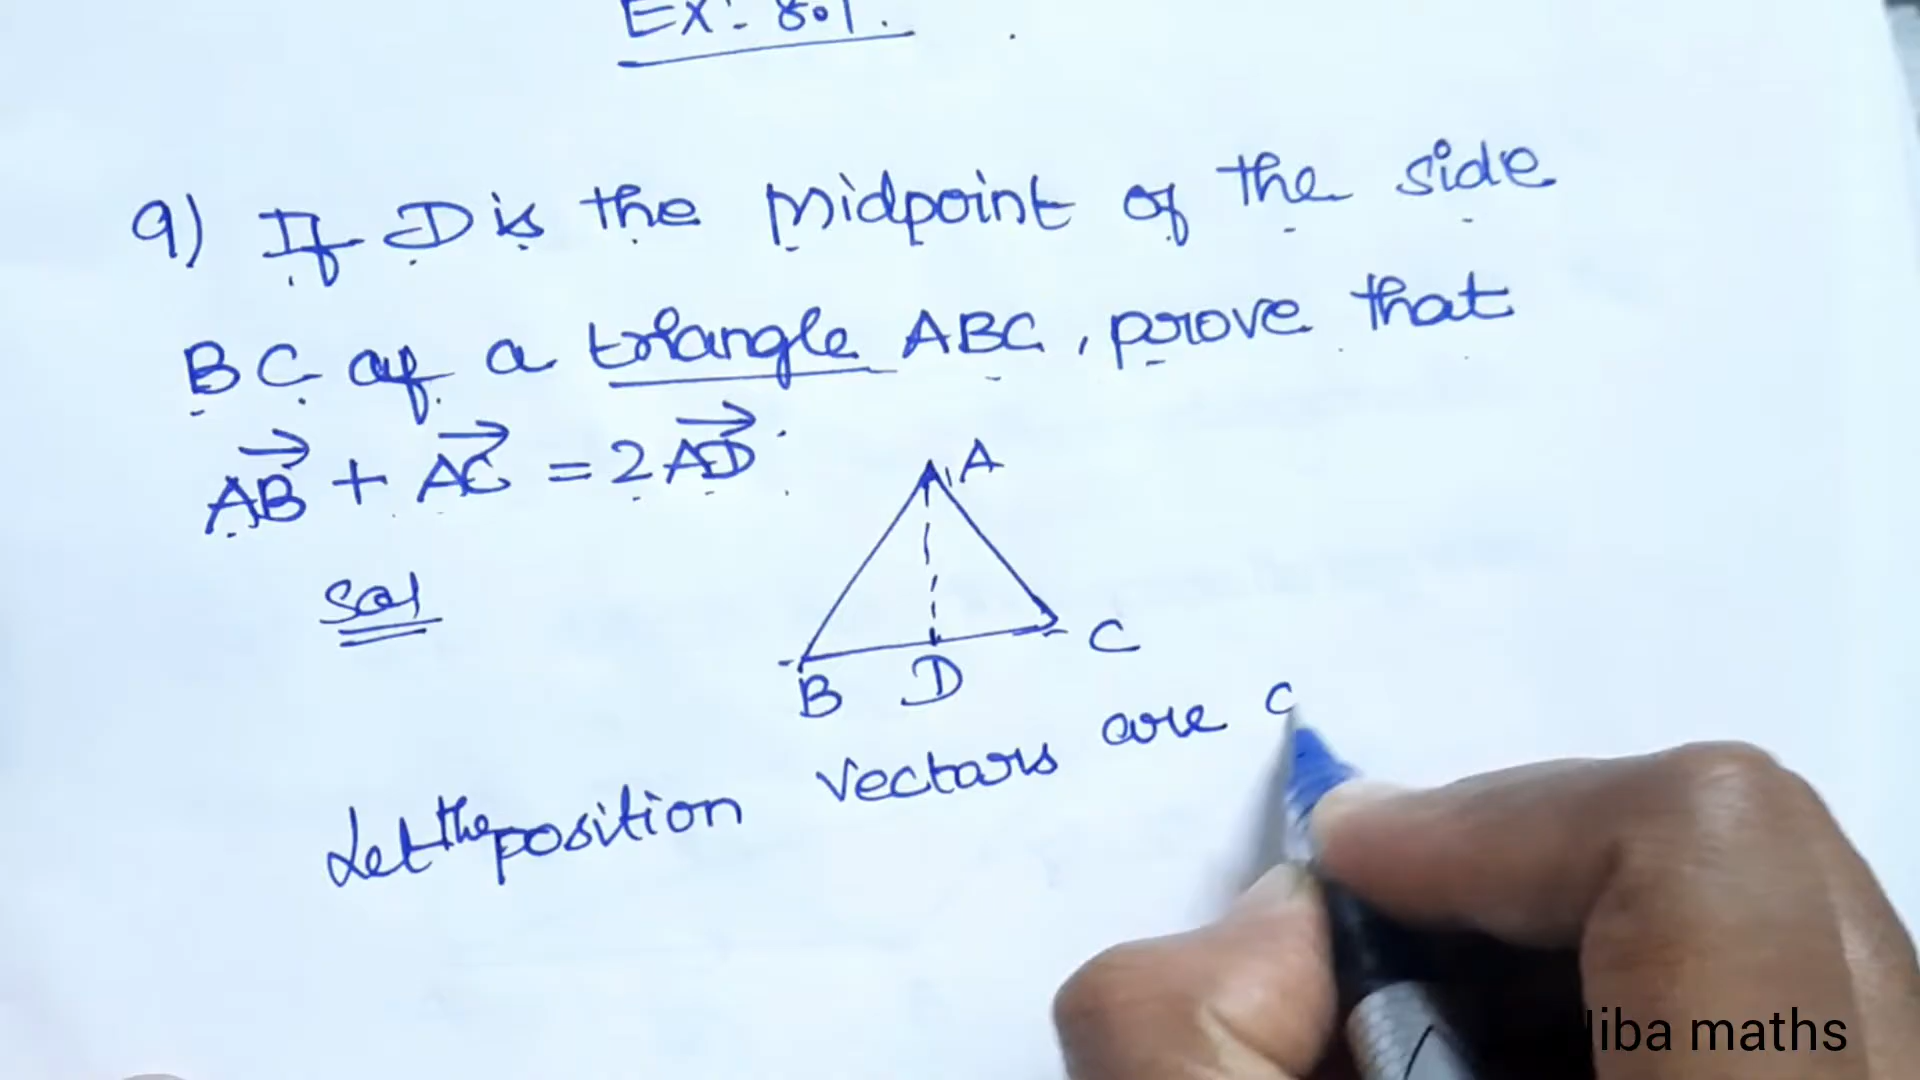 Ex: 8.1.
9) If D is the midpoint of the side
BC of a triangle ABC, prove that
AB + AC = 2AD.
Sol
A
B D C
Let the position vectors are
liba maths